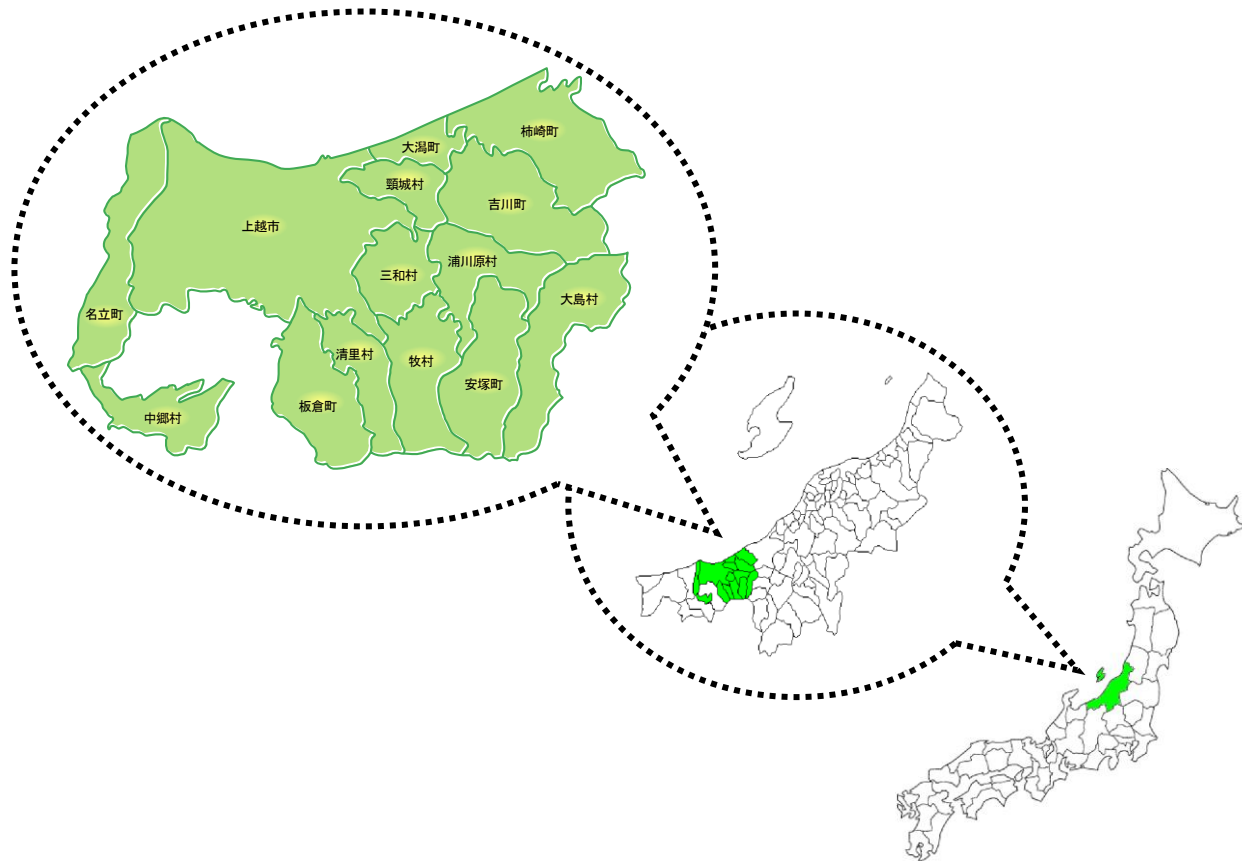 柿崎町
大潟町
頸城村
吉川町
上越市
浦川原村
三和村
大島村
名立町
清里村
牧村
安塚町
板倉町
中郷村